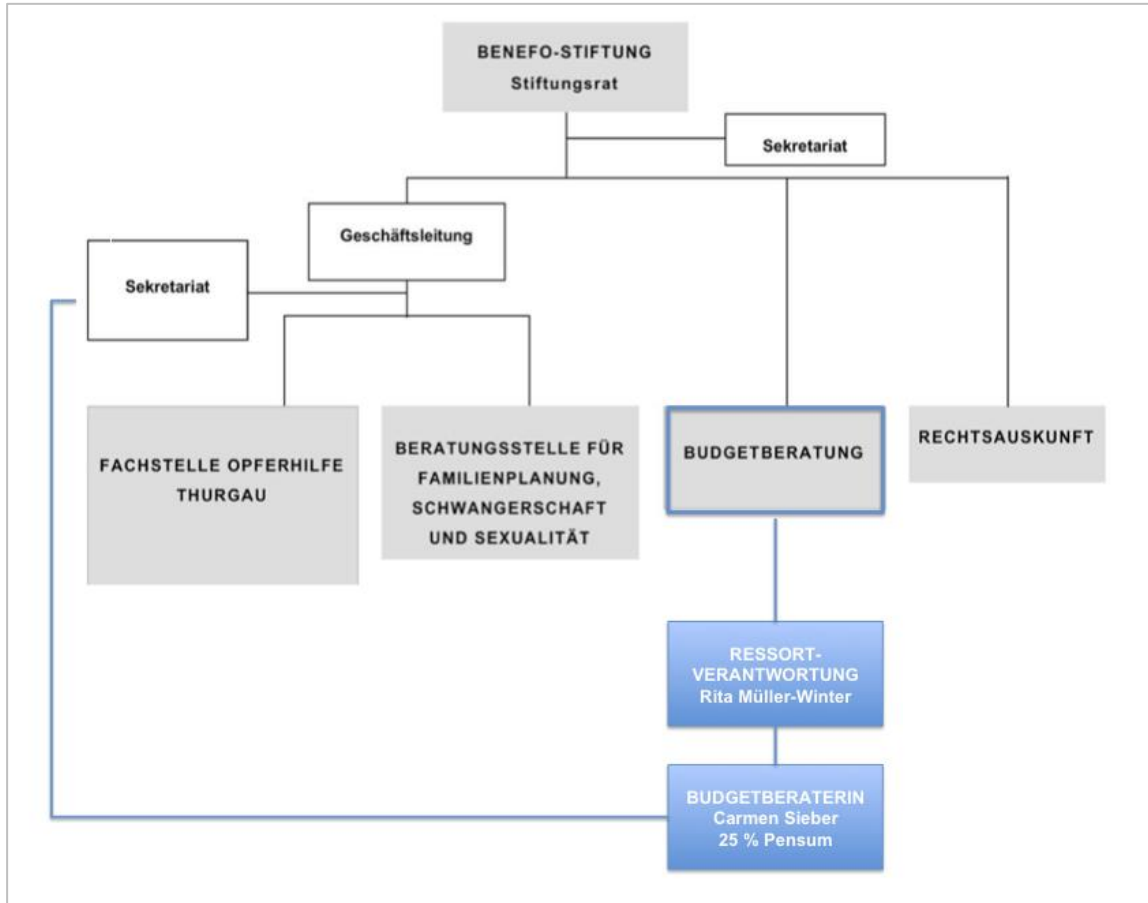 BENEFO-STIFTUNG
Stiftungsrat
Sekretariat
Geschäftsleitung
Sekretariat
FACHSTELLE OPFERHILFE
THURGAU
BERATUNGSSTELLE FÜR
FAMILIENPLANUNG,
SCHWANGERSCHAFT
UND SEXUALITÄT
BUDGETBERATUNG
RECHTSAUSKUNFT
RESSORT-
VERANTWORTUNG
Rita Müller-Winter
BUDGETBERATERIN
Carmen Sieber
25 % Pensum